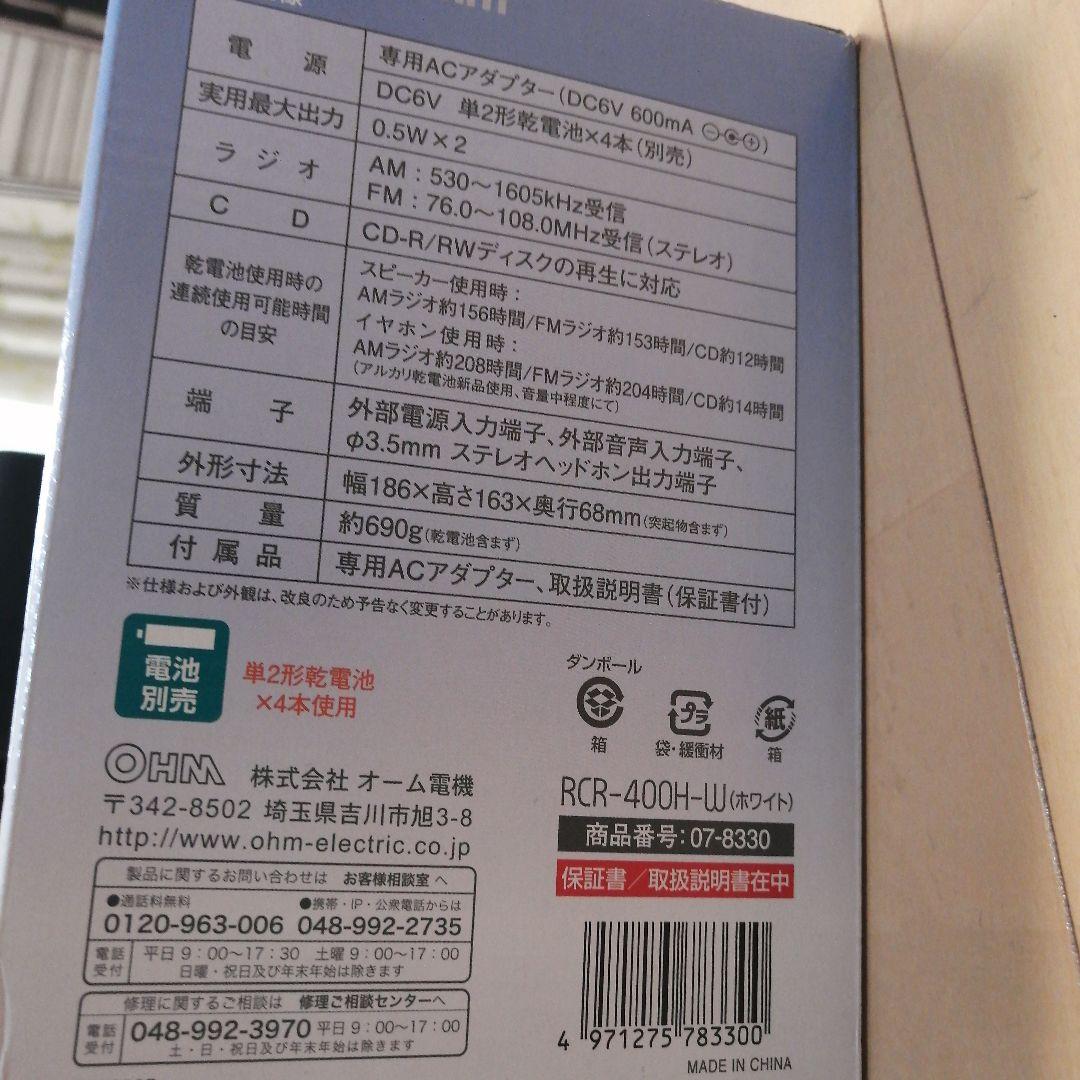 電源 専用ACアダプター(DC6V 600mA ⊖-⊕)
DC6V 単2形乾電池×4本(別売)
実用最大出力 0.5W×2
ラジオ AM:530〜1605kHz受信
FM:76.0〜108.0MHz受信(ステレオ)
CD CD-R/RWディスクの再生に対応
乾電池使用時の
連続使用可能時間
の目安
スピーカー使用時:
AMラジオ約156時間/FMラジオ約153時間/CD約12時間
イヤホン使用時:
AMラジオ約208時間/FMラジオ約204時間/CD約14時間
(アルカリ乾電池新品使用、音量中程度にて)
端子 外部電源入力端子、外部音声入力端子、
φ3.5mm ステレオヘッドホン出力端子
外形寸法 幅186×高さ163×奥行68mm(突起物含まず)
質量 約690g(乾電池含まず)
付属品 専用ACアダプター、取扱説明書(保証書付)
※仕様および外観は、改良のため予告なく変更することがあります。
電池
別売
単2形乾電池
×4本使用
ダンボール
箱
プラ
袋・緩衝材
紙
箱
OHM 株式会社 オーム電機
〒342-8502 埼玉県吉川市旭3-8
http://www.ohm-electric.co.jp
RCR-400H-W(ホワイト)
商品番号:07-8330
保証書/取扱説明書在中
製品に関するお問い合わせは お客様相談室へ
●通話料無料 ●携帯・IP・公衆電話からは
0120-963-006 048-992-2735
電話
受付
平日 9:00〜17:30 土曜 9:00〜17:00
日曜・祝日及び年末年始は除きます
修理に関するご相談は 修理ご相談センターへ
電話
受付
048-992-3970 平日 9:00〜17:00
土・日・祝日及び年末年始は除きます
4 971275 783300
MADE IN CHINA